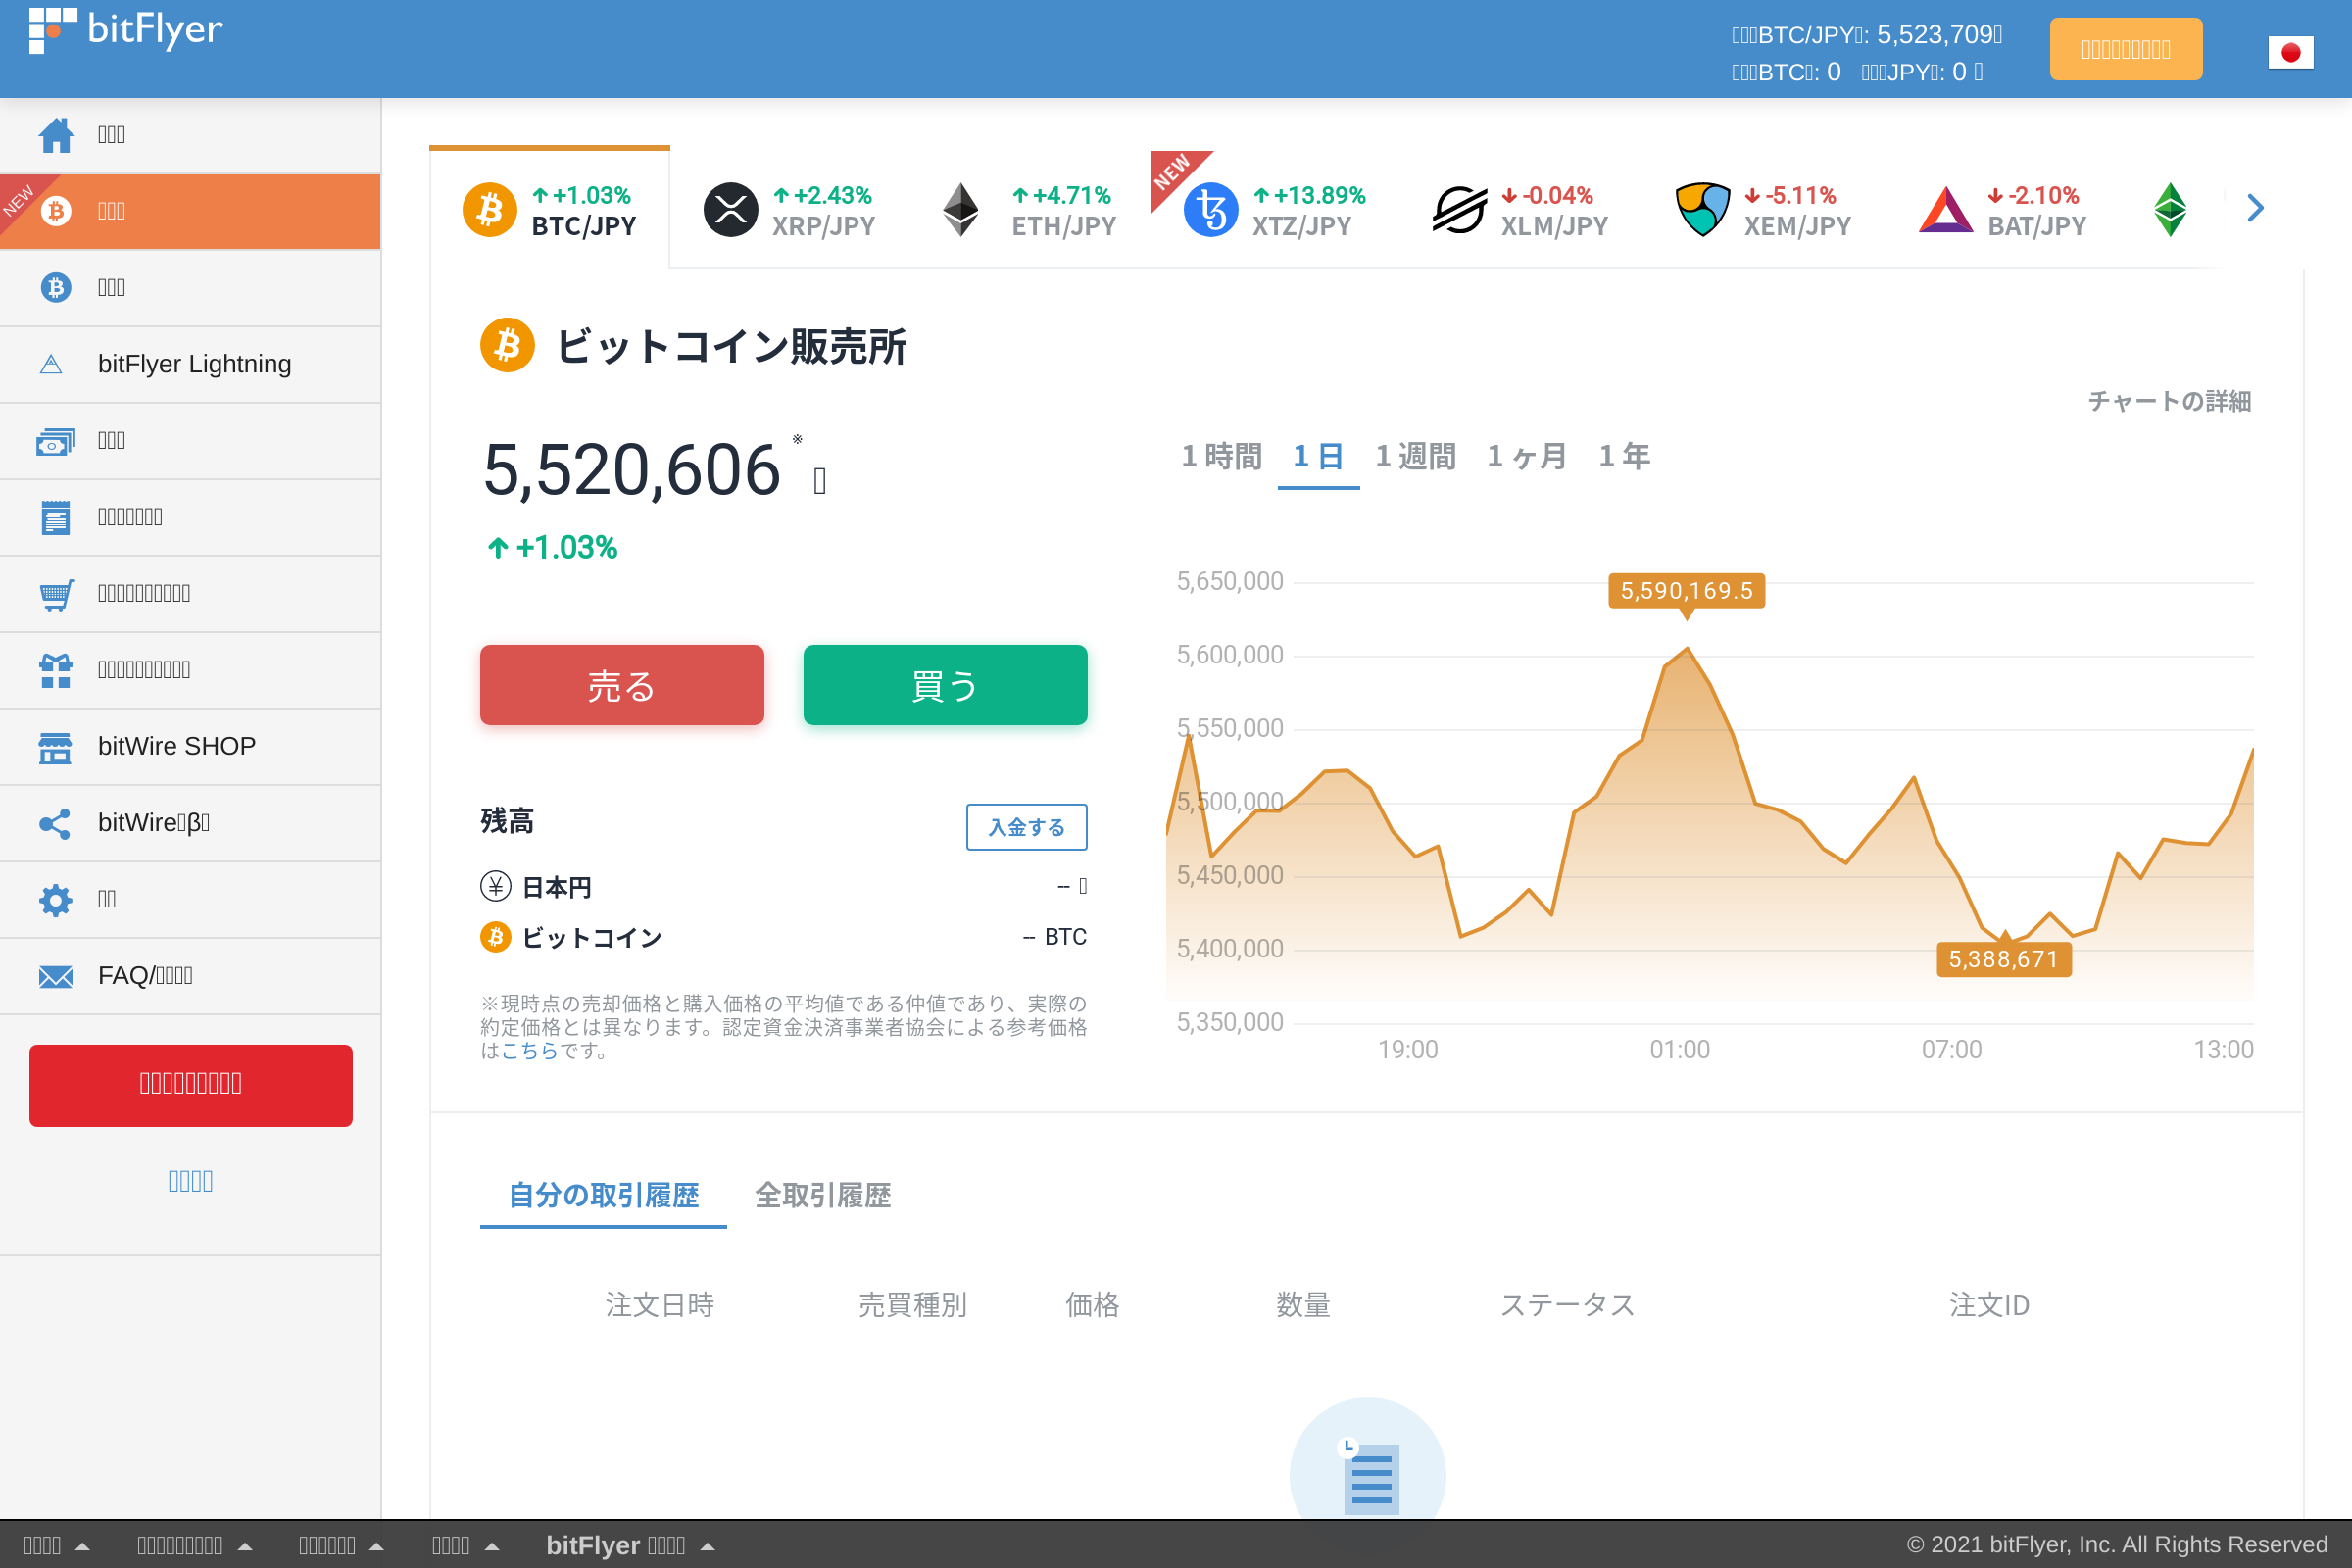 bitFlyer
BTC/JPY : 5,523,709
BTC : 0 JPY : 0
NEW
bitFlyer Lightning
bitWire SHOP
bitWire β
FAQ/
+1.03%
BTC/JPY
+2.43%
XRP/JPY
+4.71%
ETH/JPY
NEW
+13.89%
XTZ/JPY
-0.04%
XLM/JPY
-5.11%
XEM/JPY
-2.10%
BAT/JPY
ビットコイン販売所
チャートの詳細
5,520,606 ※
+1.03%
1 時間 1 日 1 週間 1 ヶ月 1 年
売る 買う
残高 入金する
日本円 --
ビットコイン -- BTC
※現時点の売却価格と購入価格の平均値である仲値であり、実際の
約定価格とは異なります。認定資金決済事業者協会による参考価格
はこちらです。
5,650,000
5,590,169.5
5,600,000
5,550,000
5,500,000
5,450,000
5,400,000
5,388,671
5,350,000
19:00 01:00 07:00 13:00
自分の取引履歴 全取引履歴
注文日時 売買種別 価格 数量 ステータス 注文ID
bitFlyer
© 2021 bitFlyer, Inc. All Rights Reserved